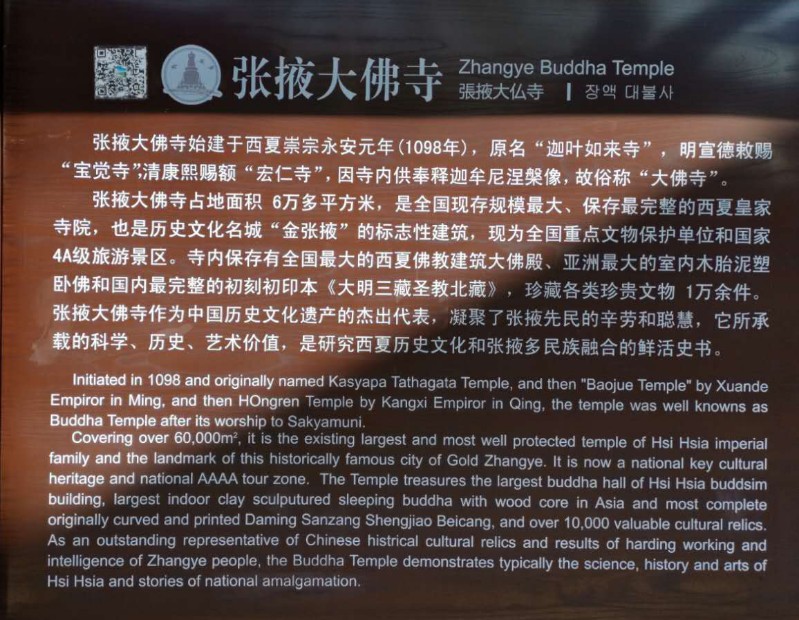 张掖大佛寺
Zhangye Buddha Temple
張掖大仏寺 | 장액 대불사
张掖大佛寺始建于西夏崇宗永安元年(1098年)，原名“迦叶如来寺”，明宣德敕赐
“宝觉寺”，清康熙赐额“宏仁寺”，因寺内供奉释迦牟尼涅槃像，故俗称“大佛寺”。
张掖大佛寺占地面积 6万多平方米，是全国现存规模最大、保存最完整的西夏皇家
寺院，也是历史文化名城“金张掖”的标志性建筑，现为全国重点文物保护单位和国家
4A级旅游景区。寺内保存有全国最大的西夏佛教建筑大佛殿、亚洲最大的室内木胎泥塑
卧佛和国内最完整的初刻初印本《大明三藏圣教北藏》，珍藏各类珍贵文物 1万余件。
张掖大佛寺作为中国历史文化遗产的杰出代表，凝聚了张掖先民的辛劳和聪慧，它所承
载的科学、历史、艺术价值，是研究西夏历史文化和张掖多民族融合的鲜活史书。
Initiated in 1098 and originally named Kasyapa Tathagata Temple, and then "Baojue Temple" by Xuande
Empiror in Ming, and then HOngren Temple by Kangxi Empiror in Qing, the temple was well knowns as
Buddha Temple after its worship to Sakyamuni.
Covering over 60,000m², it is the existing largest and most well protected temple of Hsi Hsia imperial
family and the landmark of this historically famous city of Gold Zhangye. It is now a national key cultural
heritage and national AAAA tour zone. The Temple treasures the largest buddha hall of Hsi Hsia buddsim
building, largest indoor clay sculputured sleeping buddha with wood core in Asia and most complete
originally curved and printed Daming Sanzang Shengjiao Beicang, and over 10,000 valuable cultural relics.
As an outstanding representative of Chinese histrical cultural relics and results of harding working and
intelligence of Zhangye people, the Buddha Temple demonstrates typically the science, history and arts of
Hsi Hsia and stories of national amalgamation.